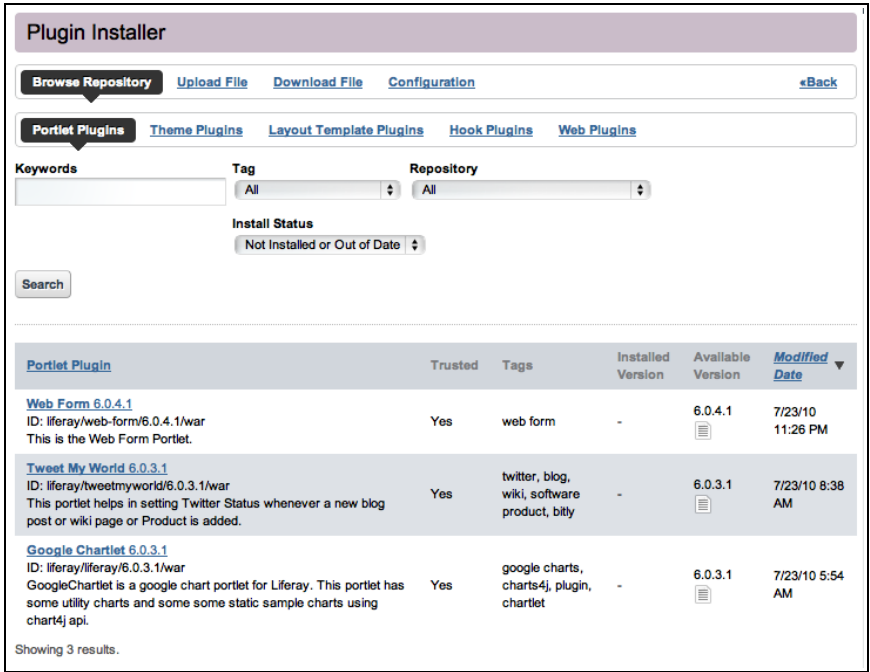 Plugin Installer
Browse Repository Upload File Download File Configuration «Back
Portlet Plugins Theme Plugins Layout Template Plugins Hook Plugins Web Plugins
Keywords Tag Repository
All All
Install Status
Not Installed or Out of Date
Search
Portlet Plugin Trusted Tags Installed Version Available Version Modified Date
Web Form 6.0.4.1
ID: liferay/web-form/6.0.4.1/war
This is the Web Form Portlet.
Yes
web form
-
6.0.4.1
7/23/10
11:26 PM
Tweet My World 6.0.3.1
ID: liferay/tweetmyworld/6.0.3.1/war
This portlet helps in setting Twitter Status whenever a new blog
post or wiki page or Product is added.
Yes
twitter, blog,
wiki, software
product, bitly
-
6.0.3.1
7/23/10 8:38
AM
Google Chartlet 6.0.3.1
ID: liferay/liferay/6.0.3.1/war
GoogleChartlet is a google chart portlet for Liferay. This portlet has
some utility charts and some some static sample charts using
chart4j api.
Yes
google charts,
charts4j, plugin,
chartlet
-
6.0.3.1
7/23/10 5:54
AM
Showing 3 results.